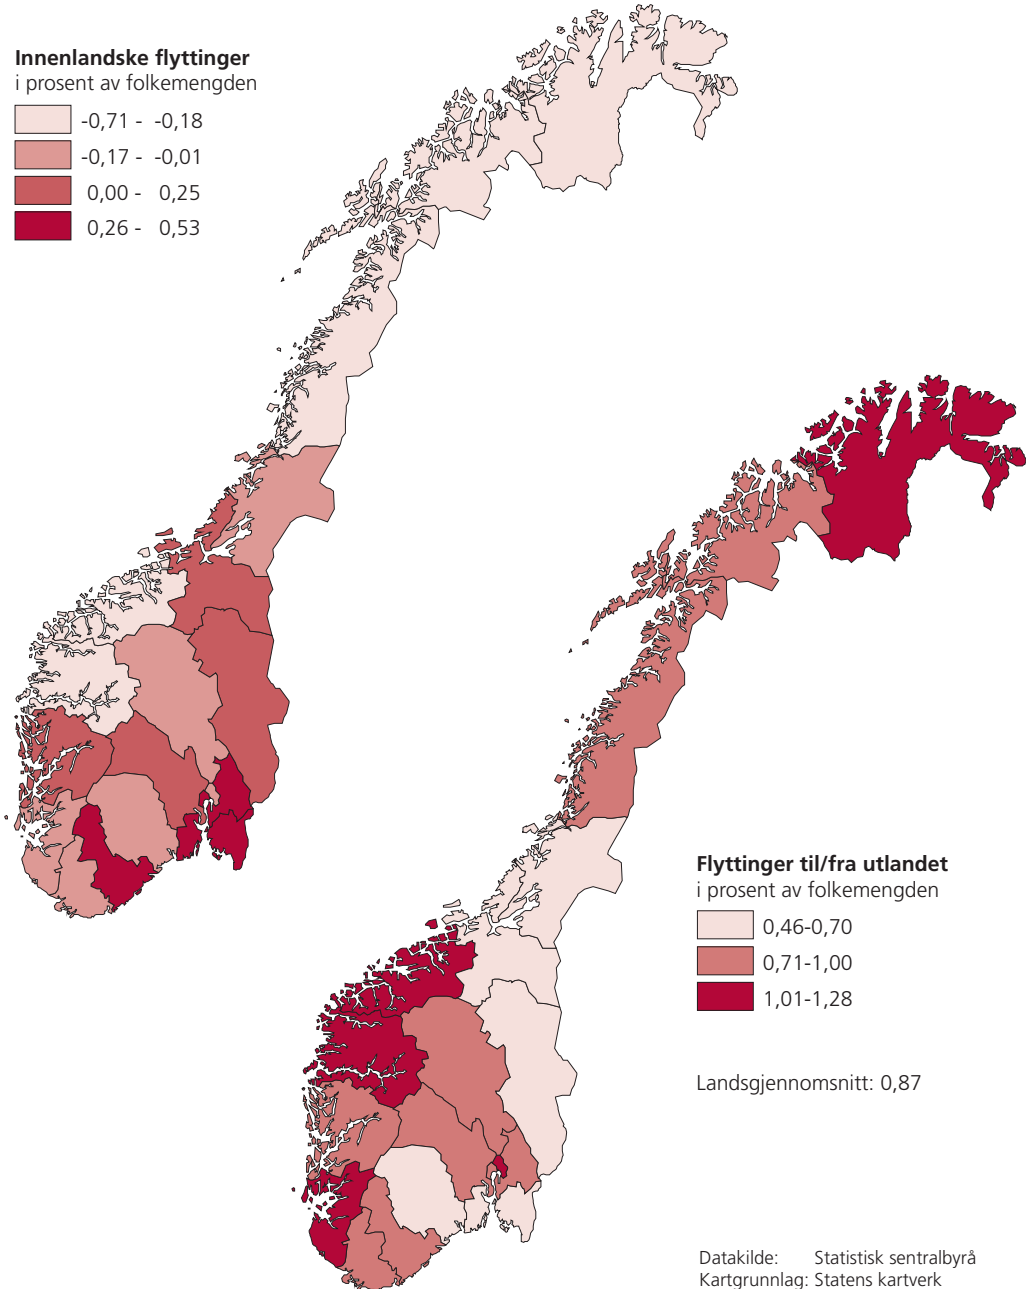 Innenlandske flyttinger
i prosent av folkemengden
-0,71 - -0,18
-0,17 - -0,01
0,00 - 0,25
0,26 - 0,53
Flyttinger til/fra utlandet
i prosent av folkemengden
0,46-0,70
0,71-1,00
1,01-1,28
Landsgjennomsnitt: 0,87
Datakilde: Statistisk sentralbyrå
Kartgrunnlag: Statens kartverk